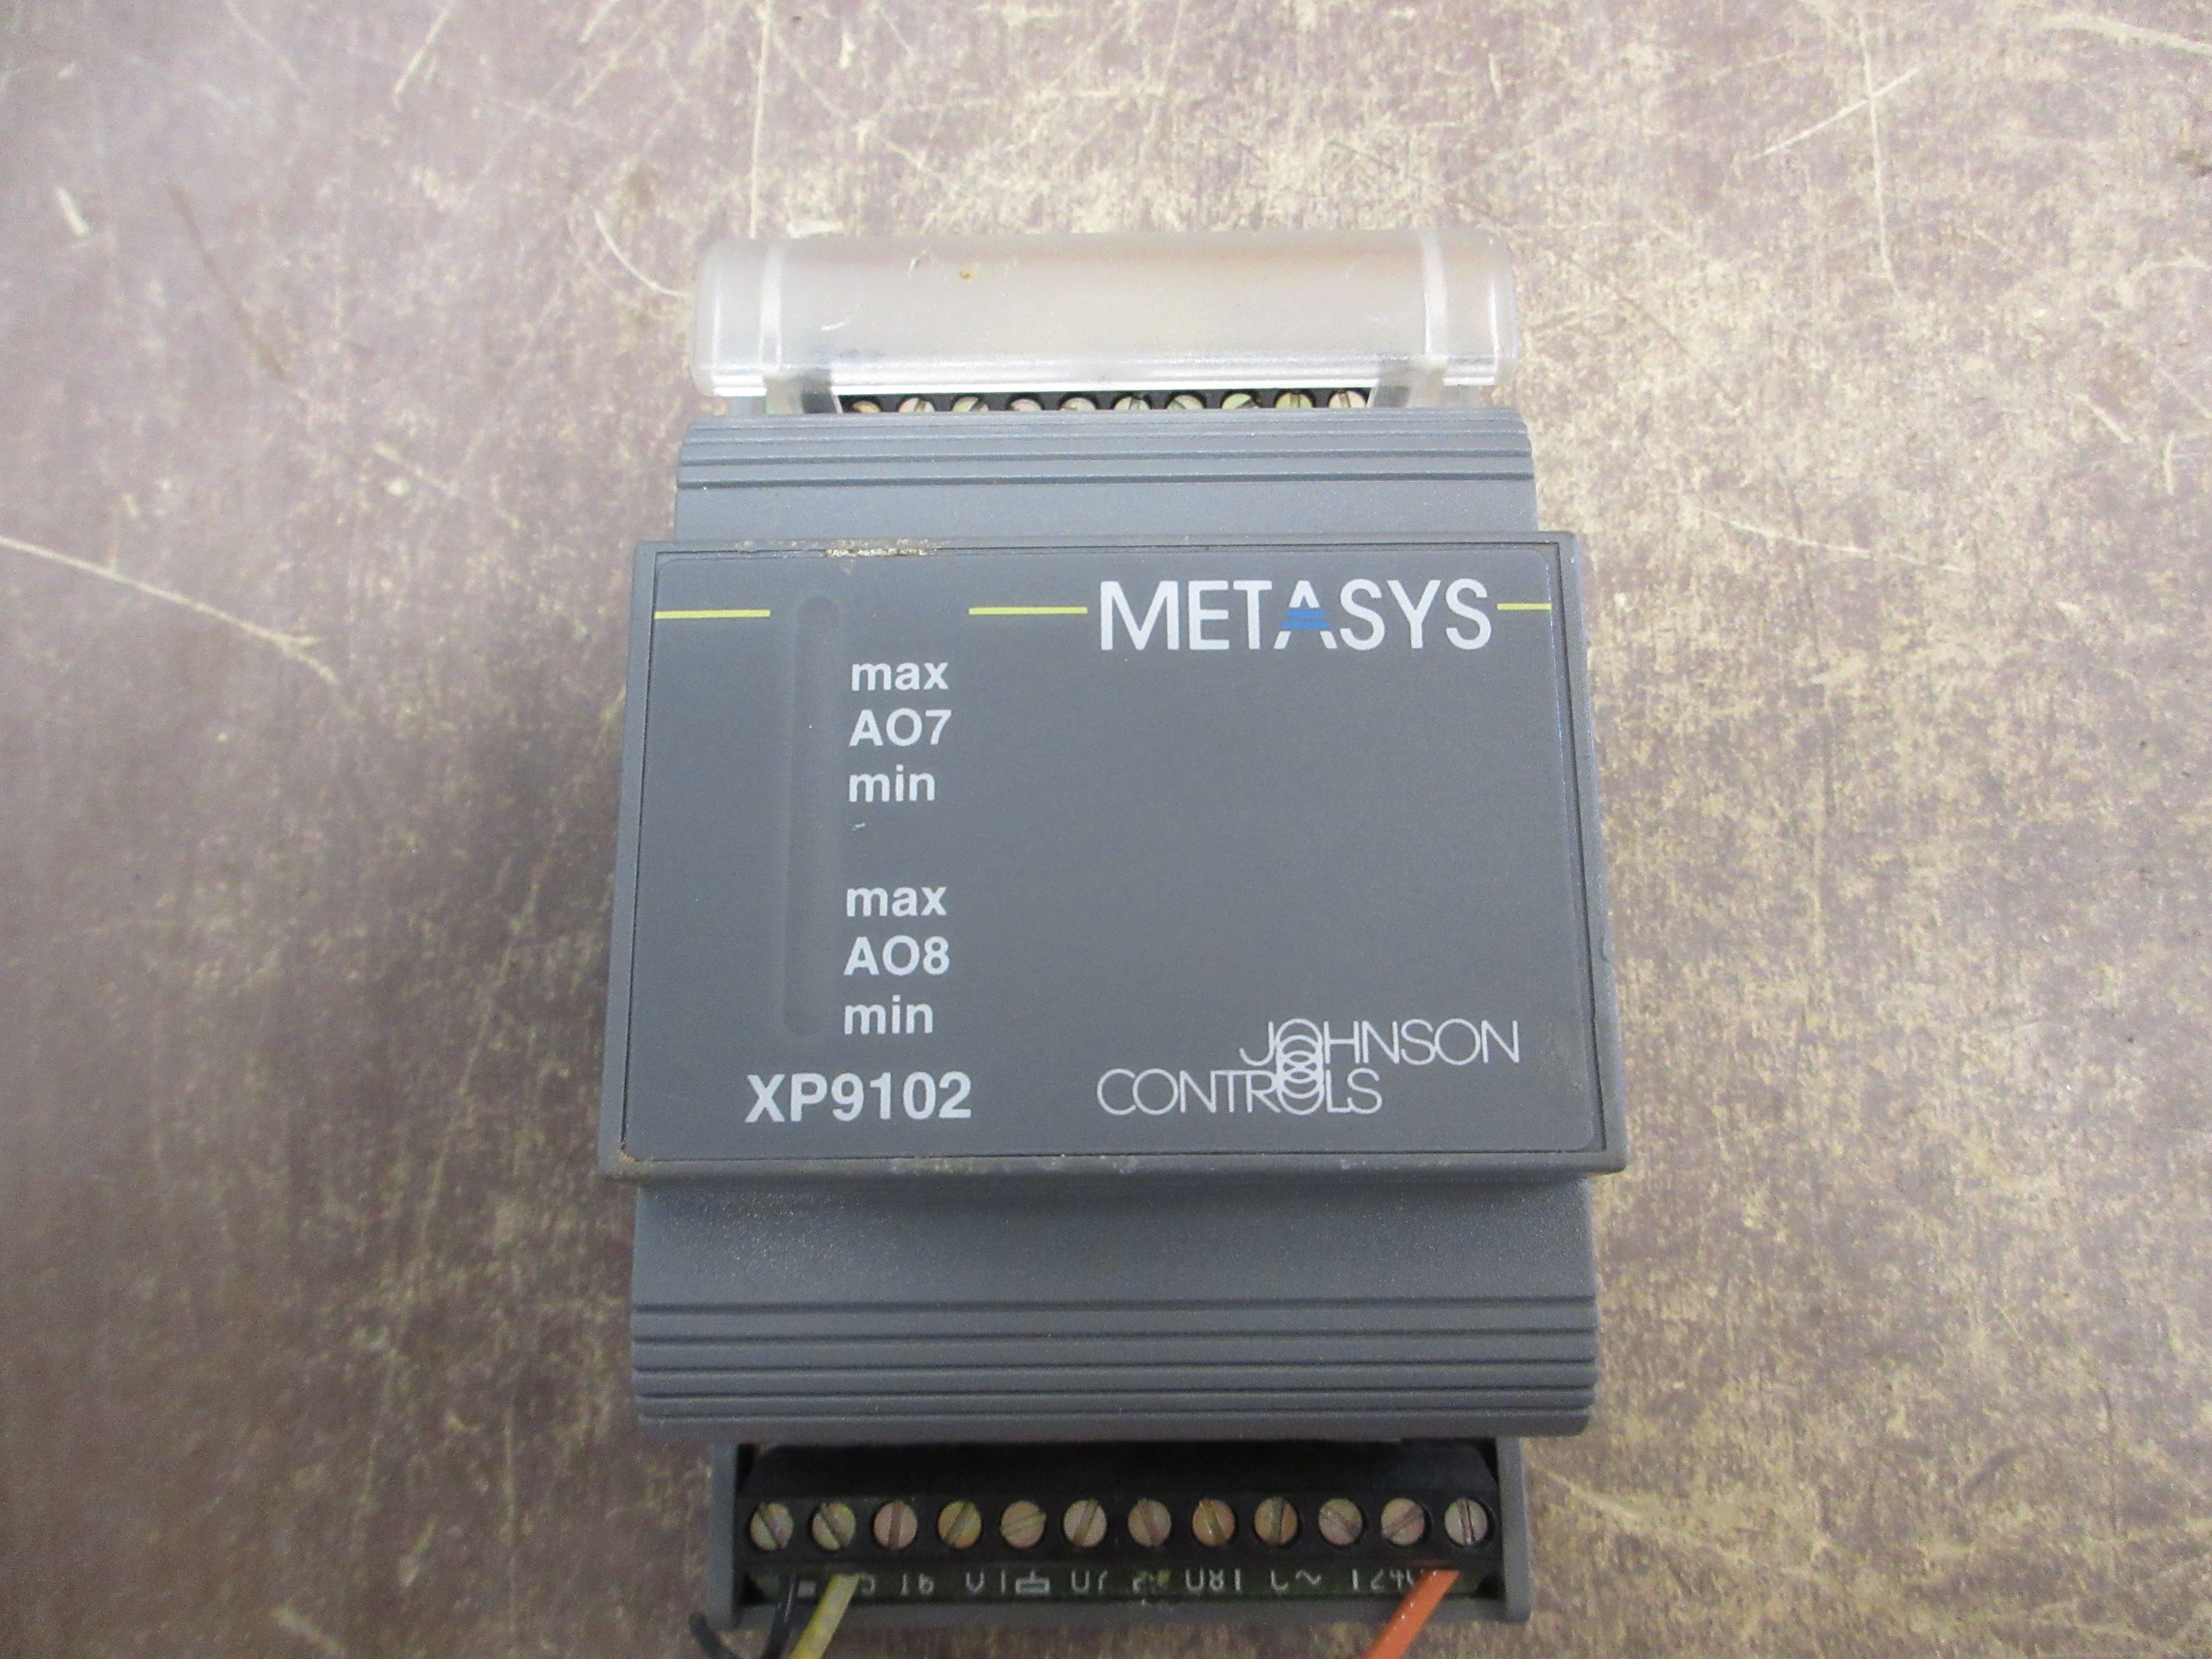 METASYS
max
AO7
min
max
AO8
min
XP9102
JOHNSON
CONTROLS